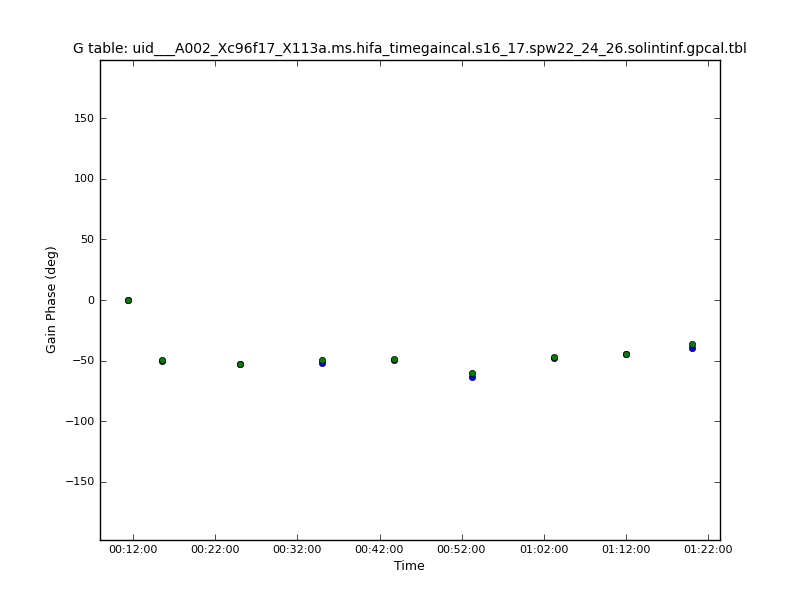 G table: uid___A002_Xc96f17_X113a.ms.hifa_timegaincal.s16_17.spw22_24_26.solintinf.gpcal.tbl
150
100
50
0
−50
−100
−150
Gain Phase (deg)
00:12:00 00:22:00 00:32:00 00:42:00 00:52:00 01:02:00 01:12:00 01:22:00
Time